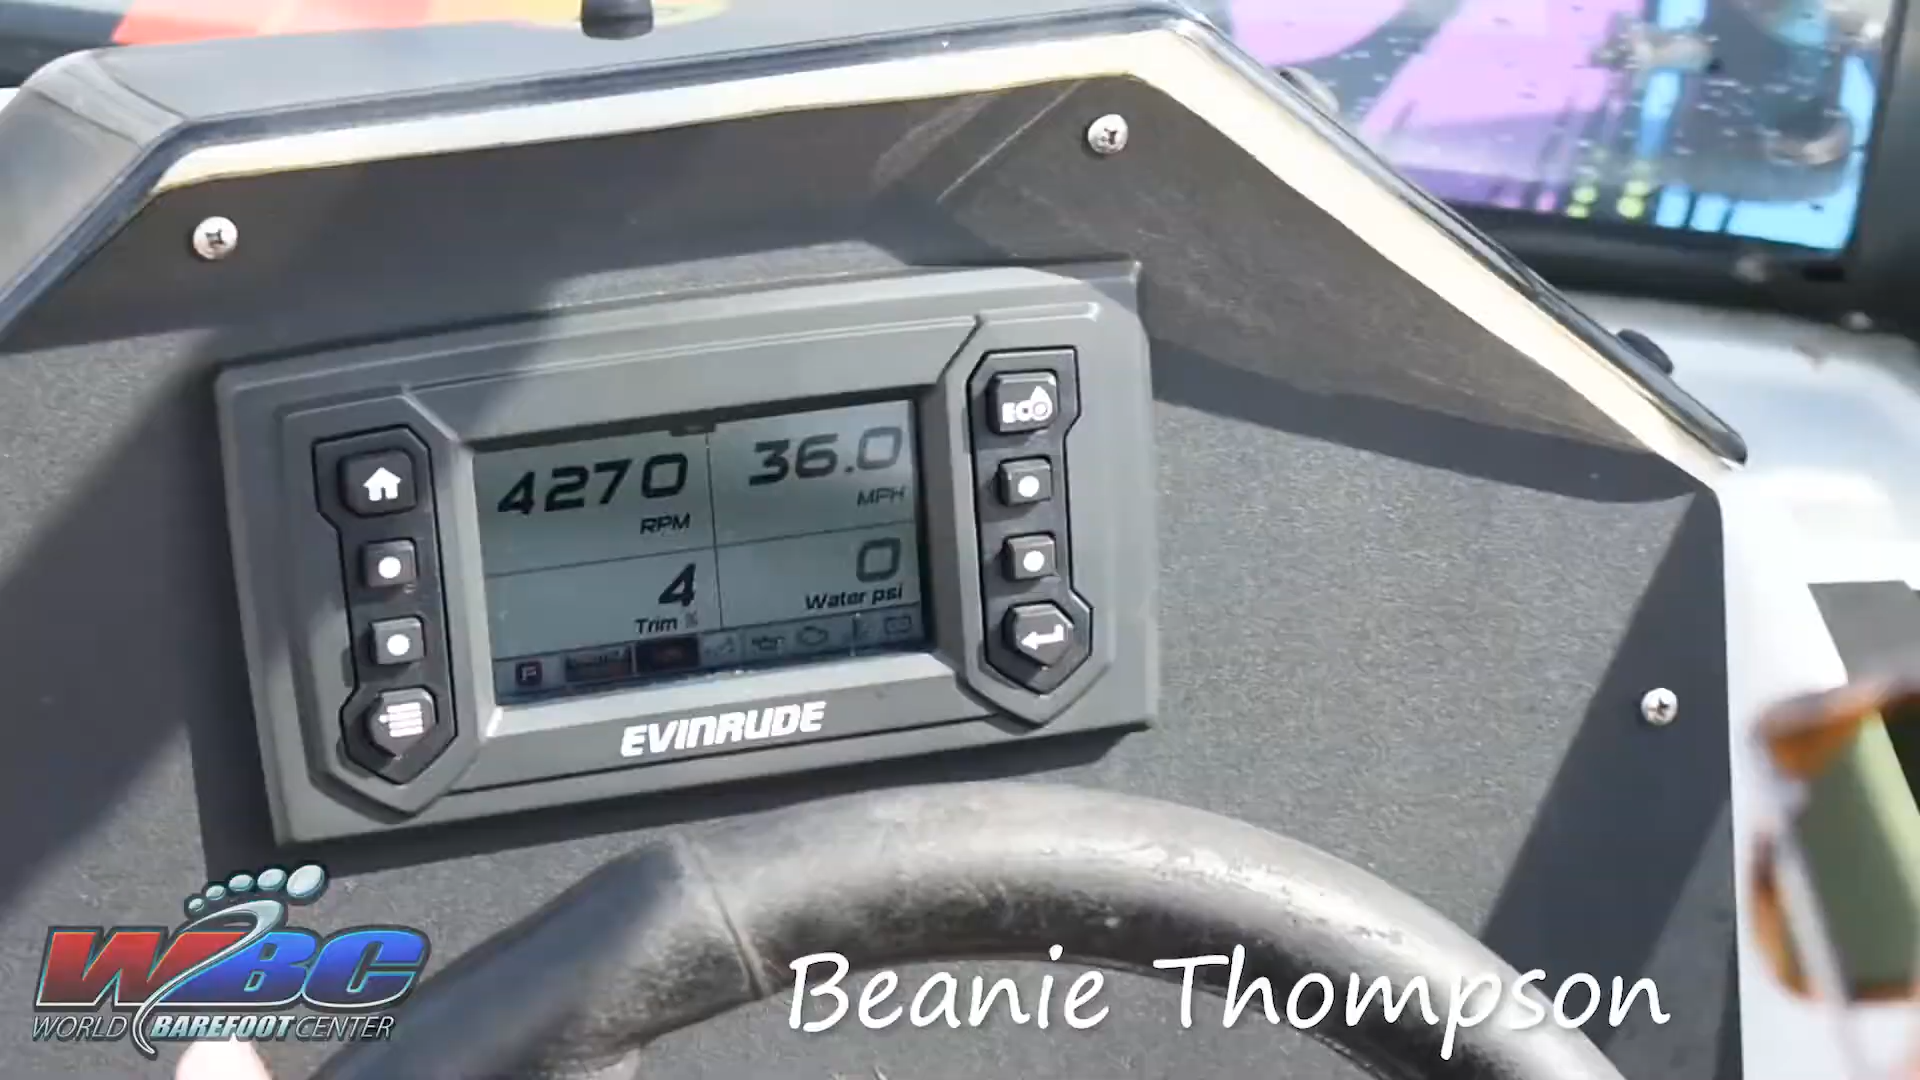 ECO
4270
RPM
36.0
MPH
4
Trim %
0
Water psi
EVINRUDE
WBC
WORLD BAREFOOT CENTER
Beanie Thompson